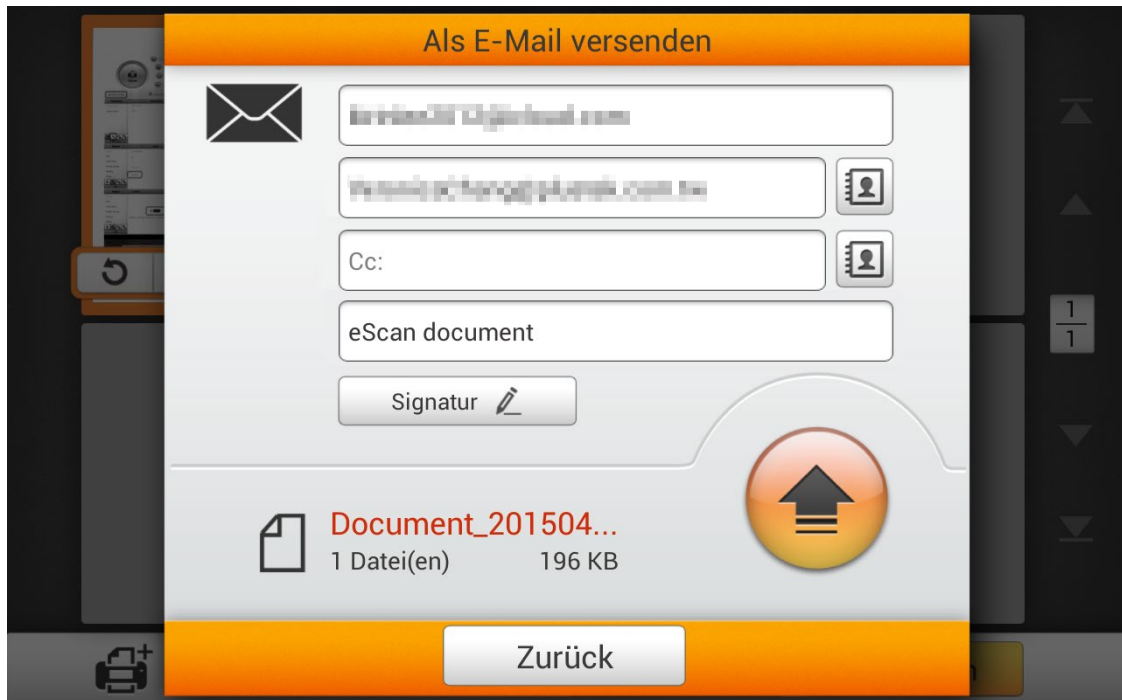 Als E-Mail versenden
Cc:
eScan document
Signatur
Document_201504...
1 Datei(en) 196 KB
Zurück
1
1